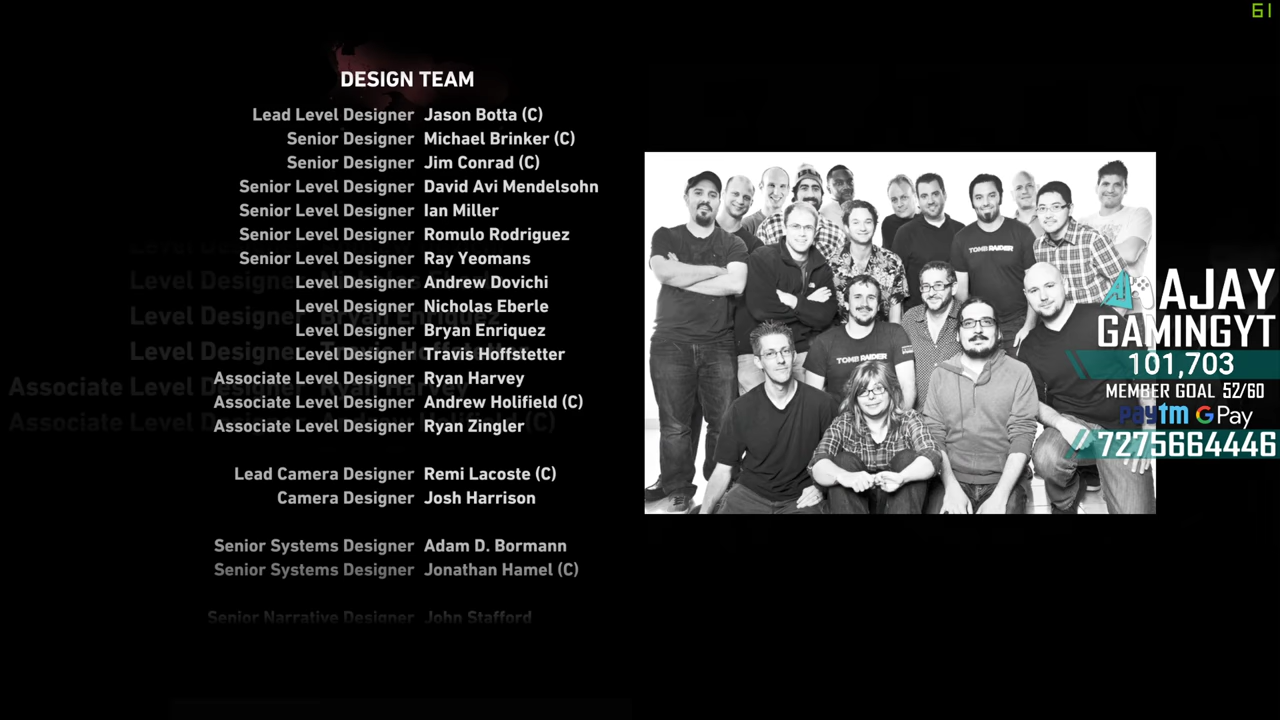 61
DESIGN TEAM
Lead Level Designer Jason Botta (C)
Senior Designer Michael Brinker (C)
Senior Designer Jim Conrad (C)
Senior Level Designer David Avi Mendelsohn
Senior Level Designer Ian Miller
Senior Level Designer Romulo Rodriguez
Senior Level Designer Ray Yeomans
Level Designer Andrew Dovichi
Level Designer Nicholas Eberle
Level Designer Bryan Enriquez
Level Designer Travis Hoffstetter
Associate Level Designer Ryan Harvey
Associate Level Designer Andrew Holifield (C)
Associate Level Designer Ryan Zingler
Lead Camera Designer Remi Lacoste (C)
Camera Designer Josh Harrison
Senior Systems Designer Adam D. Bormann
Senior Systems Designer Jonathan Hamel (C)
Senior Narrative Designer John Stafford
TOMB RAIDER
TOMB RAIDER
AJAY
GAMINGYT
101,703
MEMBER GOAL 52/60
paytm G Pay
7275664446